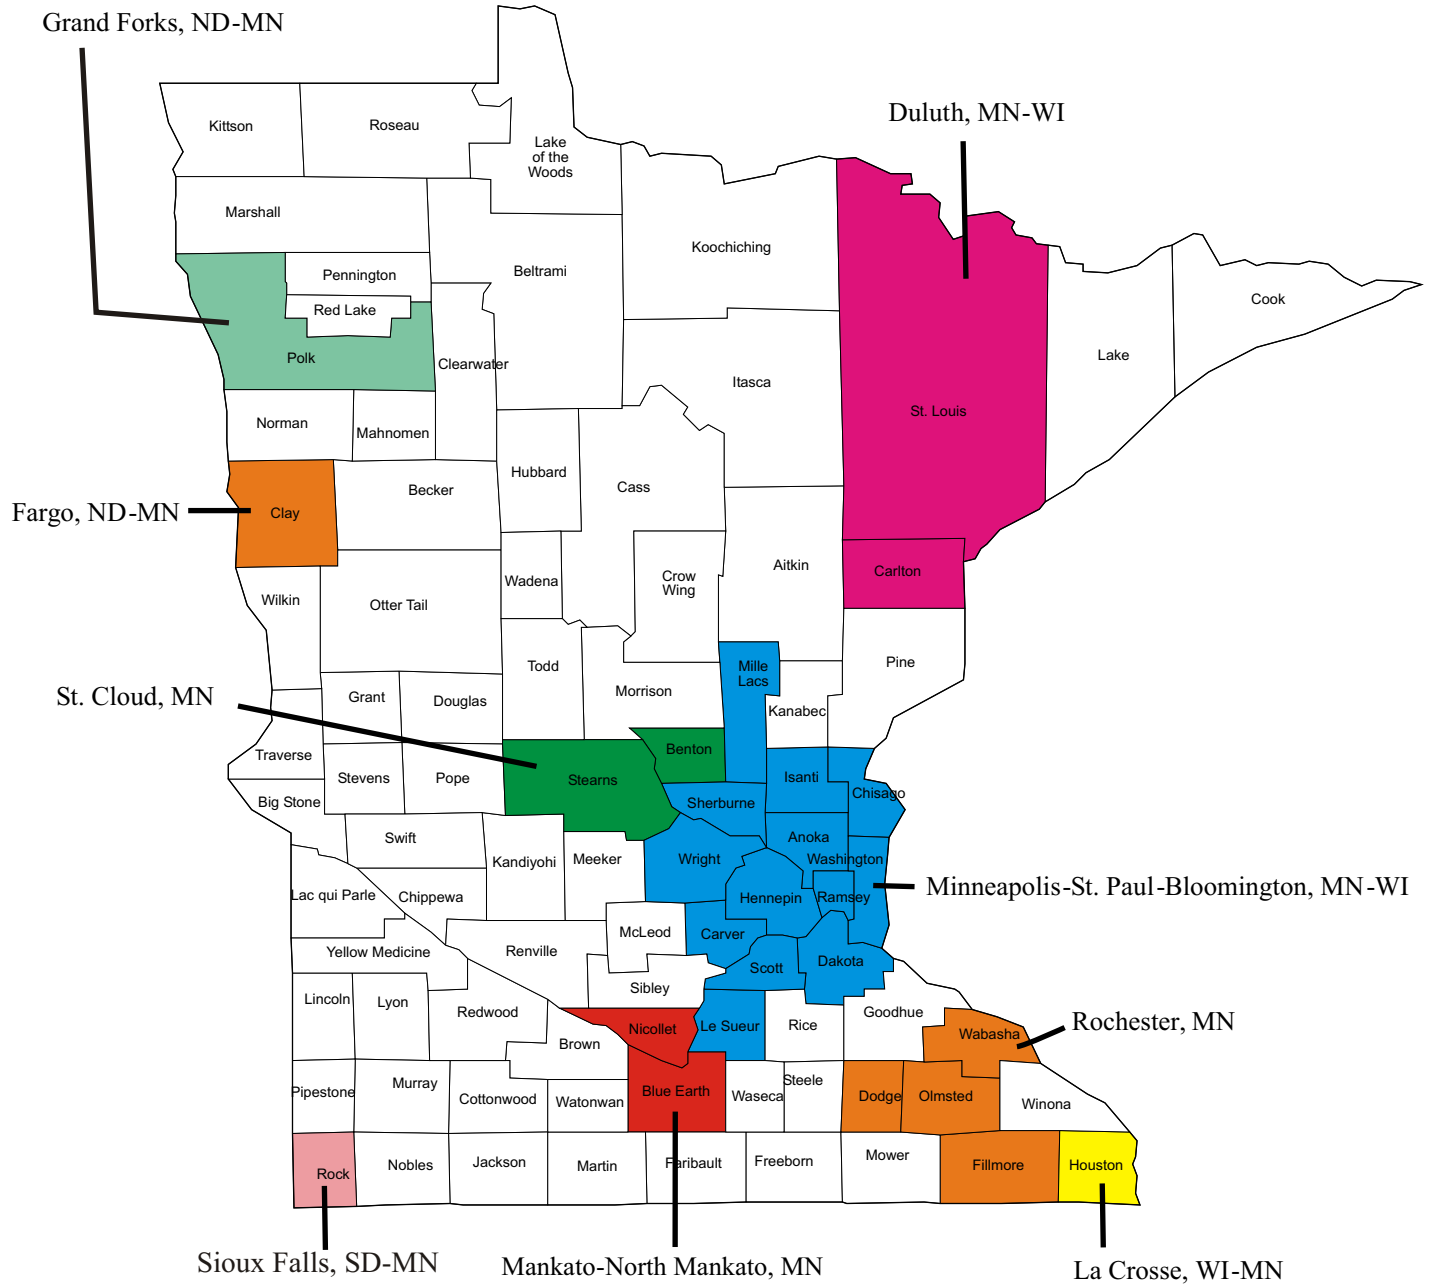 Grand Forks, ND-MN
Duluth, MN-WI
Kittson
Roseau
Lake
of the
Woods
Marshall
Koochiching
Pennington
Beltrami
Red Lake
Cook
Polk
Clearwater
Lake
Itasca
St. Louis
Norman
Mahnomen
Hubbard
Cass
Becker
Fargo, ND-MN
Clay
Aitkin
Carlton
Crow
Wing
Wadena
Wilkin
Otter Tail
Todd
Mille
Lacs
Pine
St. Cloud, MN
Grant
Douglas
Morrison
Kanabec
Traverse
Stevens
Pope
Stearns
Benton
Isanti
Chisago
Big Stone
Sherburne
Swift
Kandiyohi
Meeker
Wright
Anoka
Washington
Minneapolis-St. Paul-Bloomington, MN-WI
Lac qui Parle
Chippewa
Hennepin
Ramsey
McLeod
Carver
Yellow Medicine
Renville
Scott
Dakota
Sibley
Lincoln
Lyon
Redwood
Nicollet
Le Sueur
Rice
Goodhue
Rochester, MN
Wabasha
Brown
Pipestone
Murray
Cottonwood
Watonwan
Blue Earth
Waseca
Steele
Dodge
Olmsted
Winona
Rock
Nobles
Jackson
Martin
Faribault
Freeborn
Mower
Fillmore
Houston
Sioux Falls, SD-MN
Mankato-North Mankato, MN
La Crosse, WI-MN